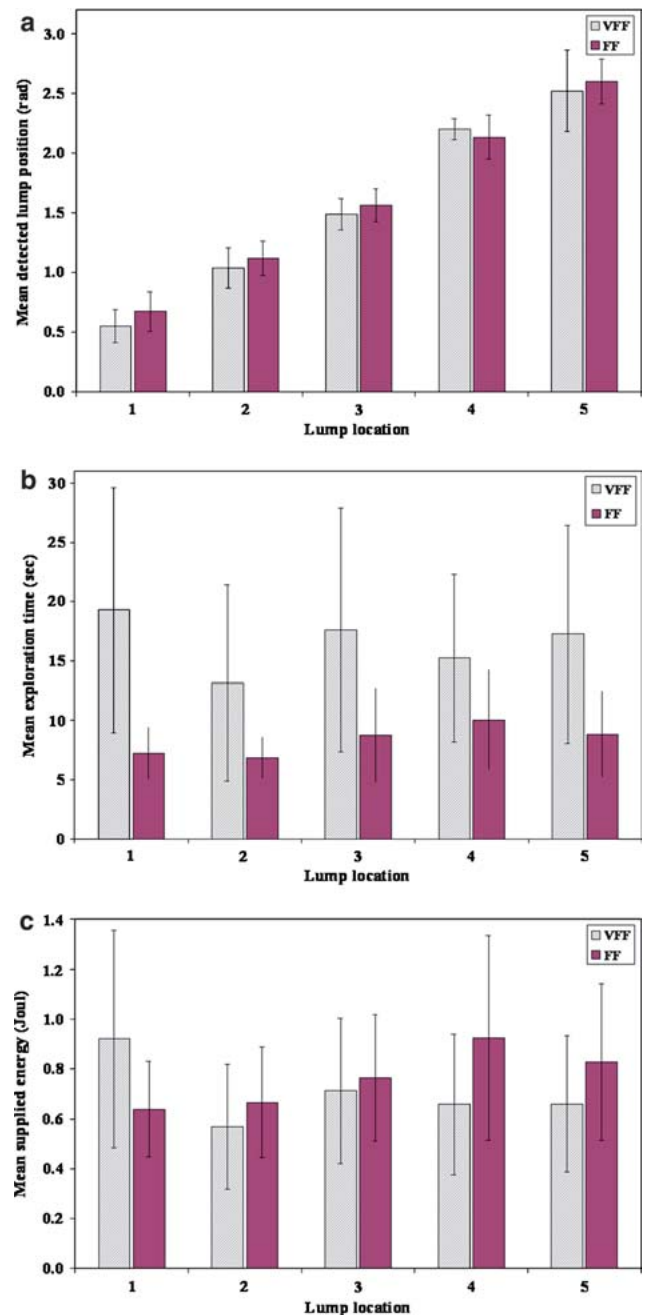 a
VFF
FF
3.0
2.5
2.0
1.5
1.0
0.5
0.0
Mean detected lump position (rad)
1 2 3 4 5
Lump location
b
VFF
FF
30
25
20
15
10
5
0
Mean exploration time (sec)
1 2 3 4 5
Lump location
c
VFF
FF
1.4
1.2
1.0
0.8
0.6
0.4
0.2
0.0
Mean supplied energy (Joul)
1 2 3 4 5
Lump location